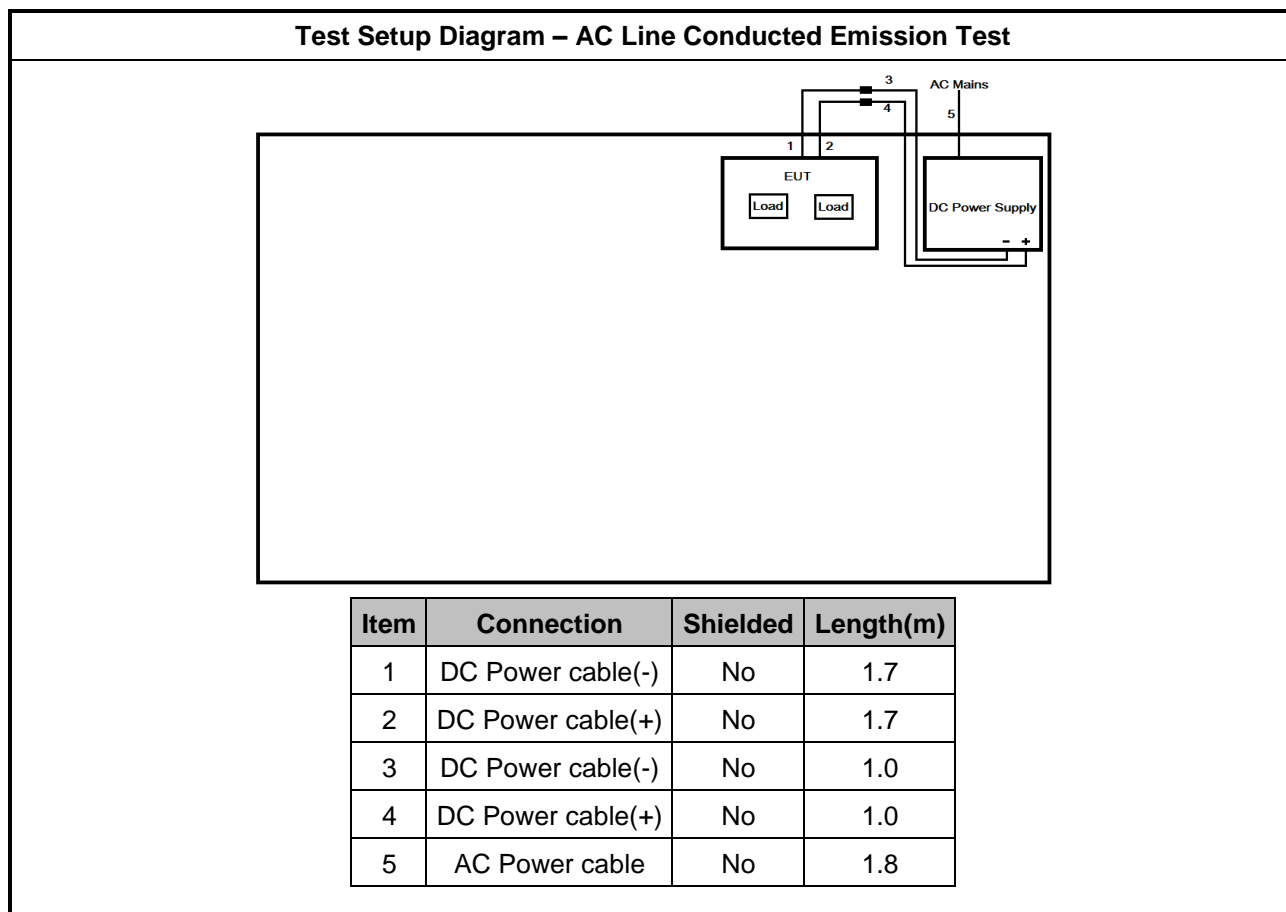 Test Setup Diagram – AC Line Conducted Emission Test
3 AC Mains
4 5
1 2
EUT
Load Load DC Power Supply
- +
Item Connection Shielded Length(m)
1 DC Power cable(-) No 1.7
2 DC Power cable(+) No 1.7
3 DC Power cable(-) No 1.0
4 DC Power cable(+) No 1.0
5 AC Power cable No 1.8